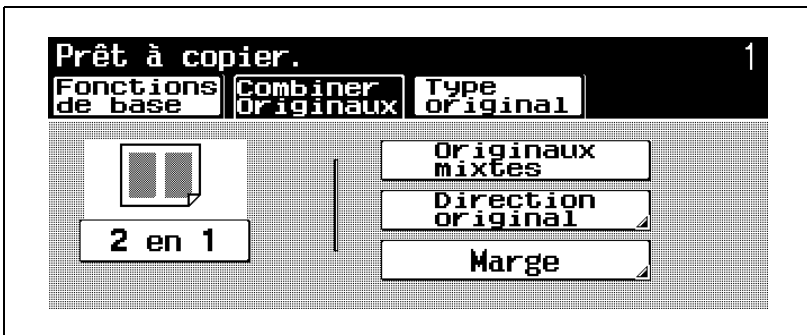 Prêt à copier. 1
Fonctions de base
Combiner Originaux
Type original
Originaux mixtes
Direction original
2 en 1
Marge